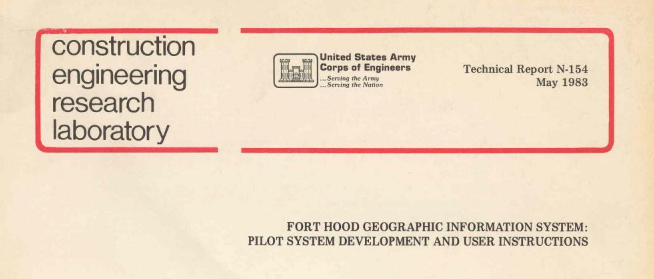 construction
engineering
research
laboratory
United States Army
Corps of Engineers
...Serving the Army
...Serving the Nation
Technical Report N-154
May 1983
FORT HOOD GEOGRAPHIC INFORMATION SYSTEM:
PILOT SYSTEM DEVELOPMENT AND USER INSTRUCTIONS